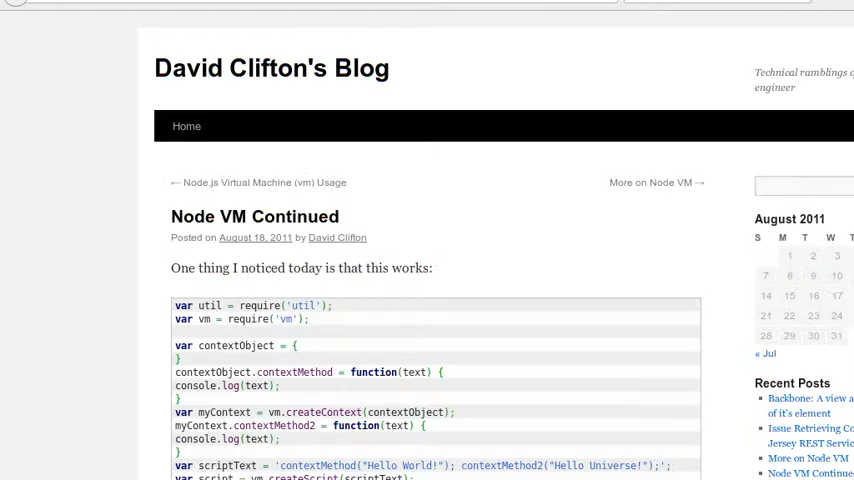 David Clifton's Blog
Technical ramblings
engineer
Home
← Node.js Virtual Machine (vm) Usage
More on Node VM →
Node VM Continued
Posted on August 18, 2011 by David Clifton
One thing I noticed today is that this works:
var util = require('util');
var vm = require('vm');
var contextObject = {
}
contextObject.contextMethod = function(text) {
console.log(text);
}
var myContext = vm.createContext(contextObject);
myContext.contextMethod2 = function(text) {
console.log(text);
}
var scriptText = 'contextMethod("Hello World!"); contextMethod2("Hello Universe!");';
var script = vm.createScript(scriptText);
August 2011
S M T W T
1 2 3
7 8 9 10
14 15 16 17
21 22 23 24
28 29 30 31
« Jul
Recent Posts
Backbone: A view a
of it's element
Issue Retrieving
Jersey REST
More on Node VM
Node VM